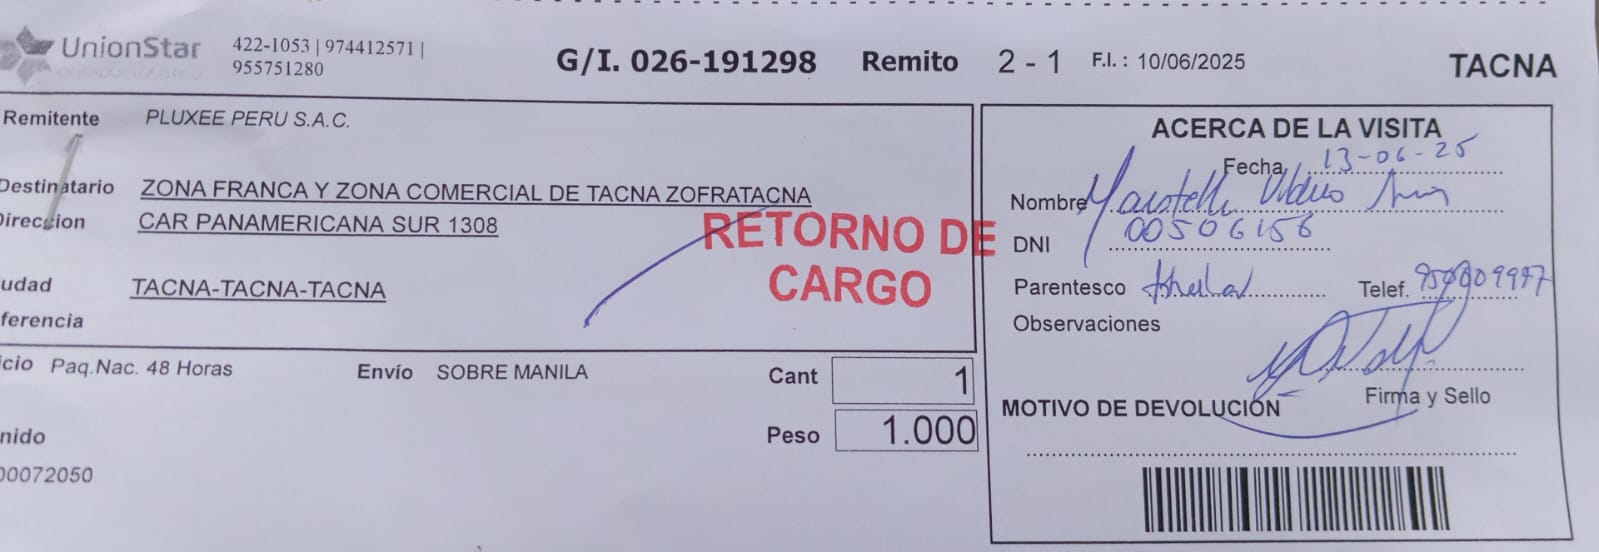 UnionStar
OPERADOR LOGISTICO
422-1053 | 974412571 |
955751280
G/I. 026-191298 Remito 2 - 1 F.I. : 10/06/2025 TACNA
Remitente PLUXEE PERU S.A.C.
Destinatario ZONA FRANCA Y ZONA COMERCIAL DE TACNA ZOFRATACNA
Direccion CAR PANAMERICANA SUR 1308
udad TACNA-TACNA-TACNA
ferencia
RETORNO DE
CARGO
icio Paq.Nac. 48 Horas Envío SOBRE MANILA Cant 1
Peso 1.000
nido
00072050
ACERCA DE LA VISITA
Fecha 13-06-25
Nombre
DNI 00506156
Parentesco Telef.
Observaciones
Firma y Sello
MOTIVO DE DEVOLUCIÓN